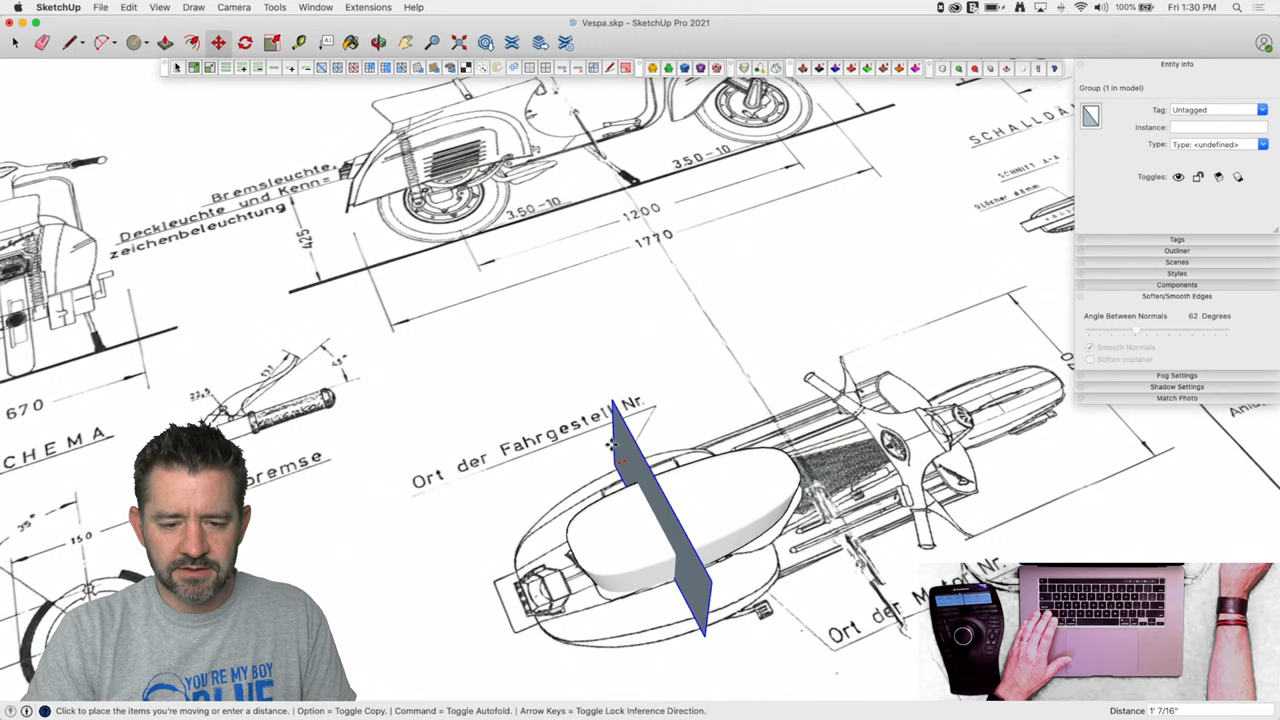 SketchUp File Edit View Draw Camera Tools Window Extensions Help
100% Fri 1:30 PM
Vespa.skp - SketchUp Pro 2021
Entity Info
Group (1 in model)
Tag: Untagged
Instance:
Type: Type: <undefined>
Toggles:
Tags
Outliner
Scenes
Styles
Components
Soften/Smooth Edges
Angle Between Normals 62 Degrees
Smooth Normals
Soften coplanar
Fog Settings
Shadow Settings
Match Photo
SCHALLDÄ
SCHNITT A-A
Bremsleuchte,
Deckleuchte und Kenn=
zeichenbeleuchtung
425
3.50-10
3.50-10
1200
1770
670
CHEMA
22,5
bremse
35°
150
Ort der Fahrgestell Nr.
Ort der Motor Nr.
YOU'RE MY BOY
BLUE
Click to place the items you're moving or enter a distance. | Option = Toggle Copy. | Command = Toggle Autofold. | Arrow Keys = Toggle Lock Inference Direction.
Distance 1' 7/16"